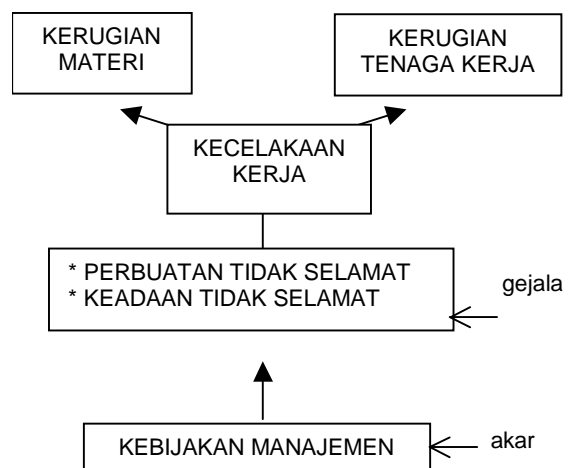 KERUGIAN
MATERI
KERUGIAN
TENAGA KERJA
KECELAKAAN
KERJA
* PERBUATAN TIDAK SELAMAT
* KEADAAN TIDAK SELAMAT
gejala
KEBIJAKAN MANAJEMEN
akar